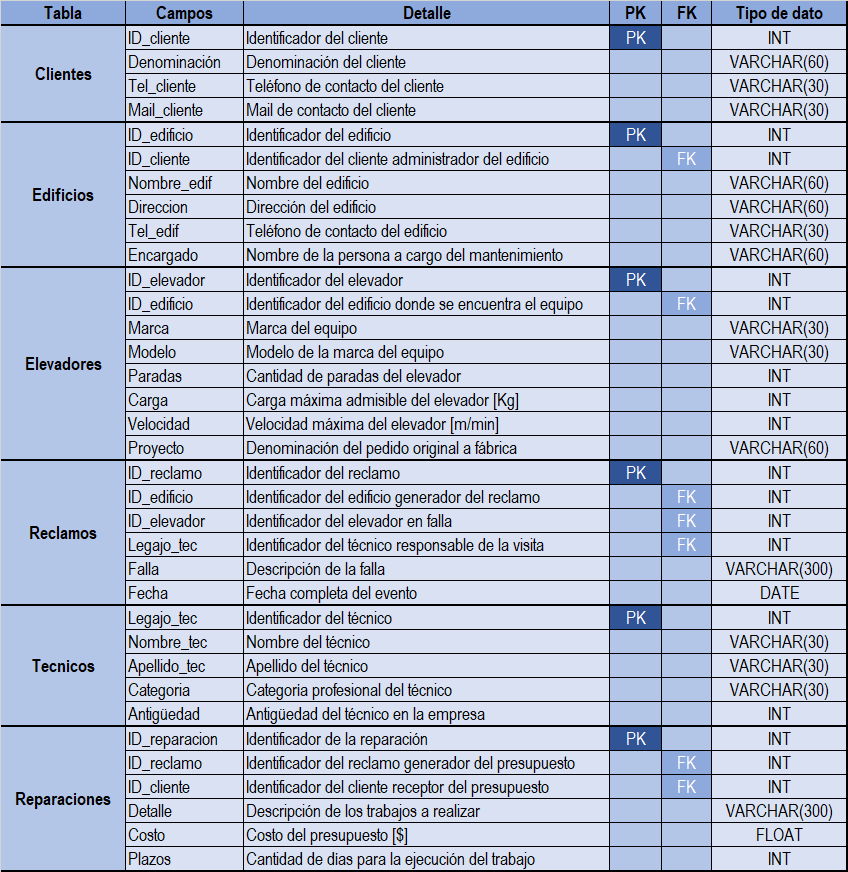 Tabla Campos Detalle PK FK Tipo de dato
Clientes
ID_cliente Identificador del cliente PK INT
Denominación Denominación del cliente VARCHAR(60)
Tel_cliente Teléfono de contacto del cliente VARCHAR(30)
Mail_cliente Mail de contacto del cliente VARCHAR(30)
Edificios
ID_edificio Identificador del edificio PK INT
ID_cliente Identificador del cliente administrador del edificio FK INT
Nombre_edif Nombre del edificio VARCHAR(60)
Direccion Dirección del edificio VARCHAR(60)
Tel_edif Teléfono de contacto del edificio VARCHAR(30)
Encargado Nombre de la persona a cargo del mantenimiento VARCHAR(60)
Elevadores
ID_elevador Identificador del elevador PK INT
ID_edificio Identificador del edificio donde se encuentra el equipo FK INT
Marca Marca del equipo VARCHAR(30)
Modelo Modelo de la marca del equipo VARCHAR(30)
Paradas Cantidad de paradas del elevador INT
Carga Carga máxima admisible del elevador [Kg] INT
Velocidad Velocidad máxima del elevador [m/min] INT
Proyecto Denominación del pedido original a fábrica VARCHAR(60)
Reclamos
ID_reclamo Identificador del reclamo PK INT
ID_edificio Identificador del edificio generador del reclamo FK INT
ID_elevador Identificador del elevador en falla FK INT
Legajo_tec Identificador del técnico responsable de la visita FK INT
Falla Descripción de la falla VARCHAR(300)
Fecha Fecha completa del evento DATE
Tecnicos
Legajo_tec Identificador del técnico PK INT
Nombre_tec Nombre del técnico VARCHAR(30)
Apellido_tec Apellido del técnico VARCHAR(30)
Categoria Categoria profesional del técnico VARCHAR(30)
Antigüedad Antigüedad del técnico en la empresa INT
Reparaciones
ID_reparacion Identificador de la reparación PK INT
ID_reclamo Identificador del reclamo generador del presupuesto FK INT
ID_cliente Identificador del cliente receptor del presupuesto FK INT
Detalle Descripción de los trabajos a realizar VARCHAR(300)
Costo Costo del presupuesto [$] FLOAT
Plazos Cantidad de dias para la ejecución del trabajo INT